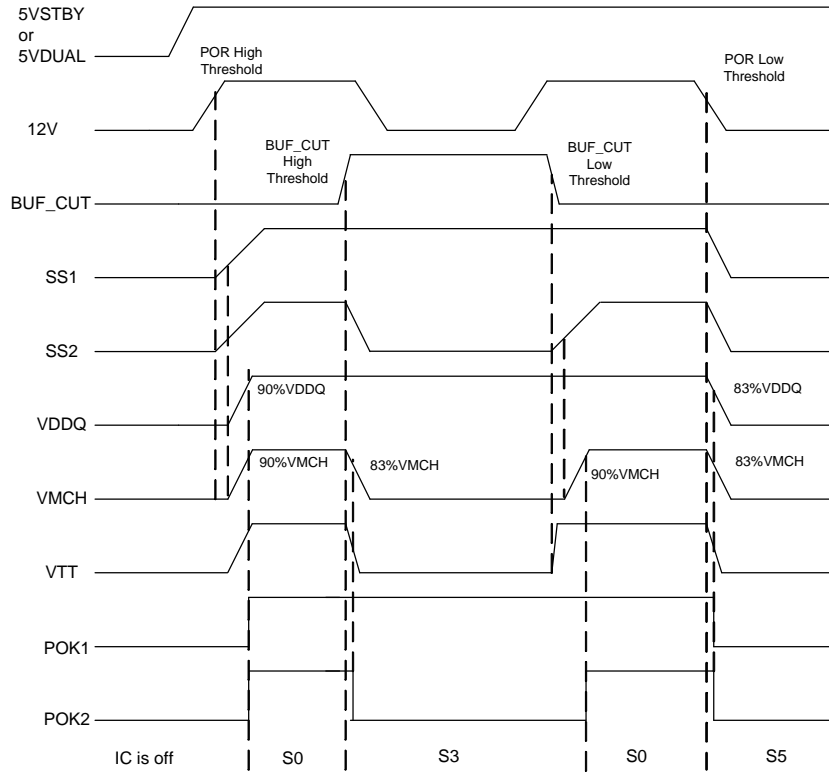 5VSTBY
or
5VDUAL
POR High
Threshold
POR Low
Threshold
12V
BUF_CUT
High
Threshold
BUF_CUT
Low
Threshold
BUF_CUT
SS1
SS2
90%VDDQ
83%VDDQ
VDDQ
90%VMCH
83%VMCH
90%VMCH
83%VMCH
VMCH
VTT
POK1
POK2
IC is off
S0
S3
S0
S5